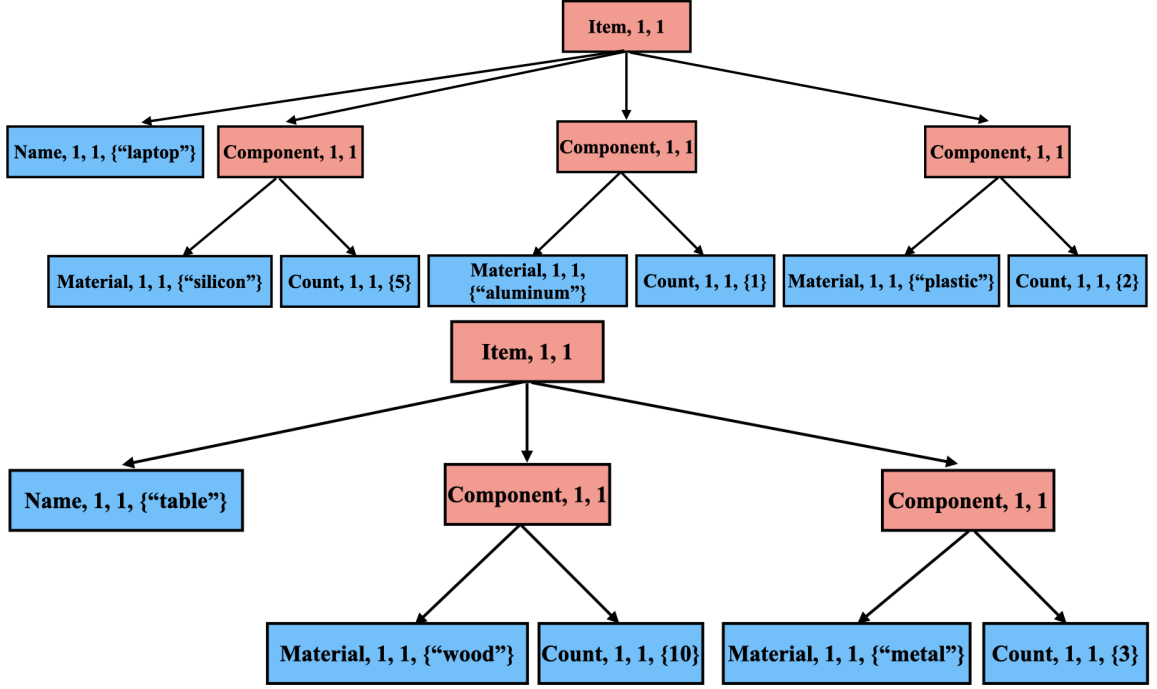 Item, 1, 1
Name, 1, 1, {“laptop”}
Component, 1, 1
Component, 1, 1
Component, 1, 1
Material, 1, 1, {“silicon”}
Count, 1, 1, {5}
Material, 1, 1,
{“aluminum”}
Count, 1, 1, {1}
Material, 1, 1, {“plastic”}
Count, 1, 1, {2}
Item, 1, 1
Name, 1, 1, {“table”}
Component, 1, 1
Component, 1, 1
Material, 1, 1, {“wood”}
Count, 1, 1, {10}
Material, 1, 1, {“metal”}
Count, 1, 1, {3}